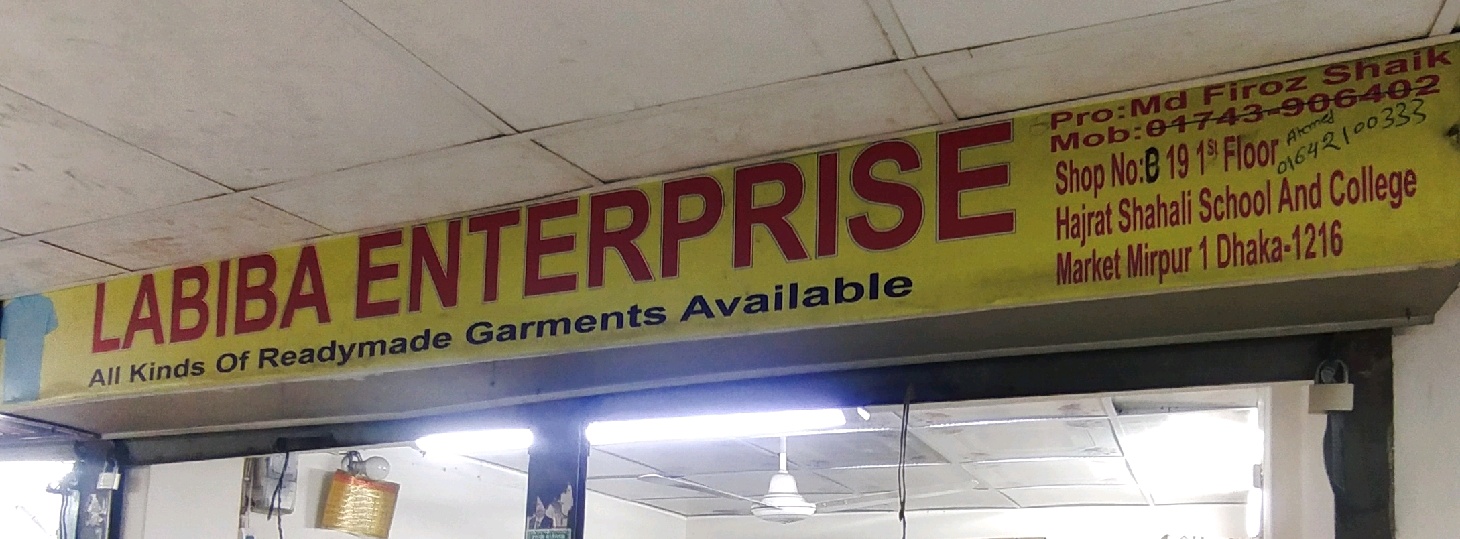 LABIBA ENTERPRISE
All Kinds Of Readymade Garments Available
Pro:Md Firoz Shaik
Mob:01743-906402
Ahmed
01642100333
Shop No:B 19 1st Floor
Hajrat Shahali School And College
Market Mirpur 1 Dhaka-1216